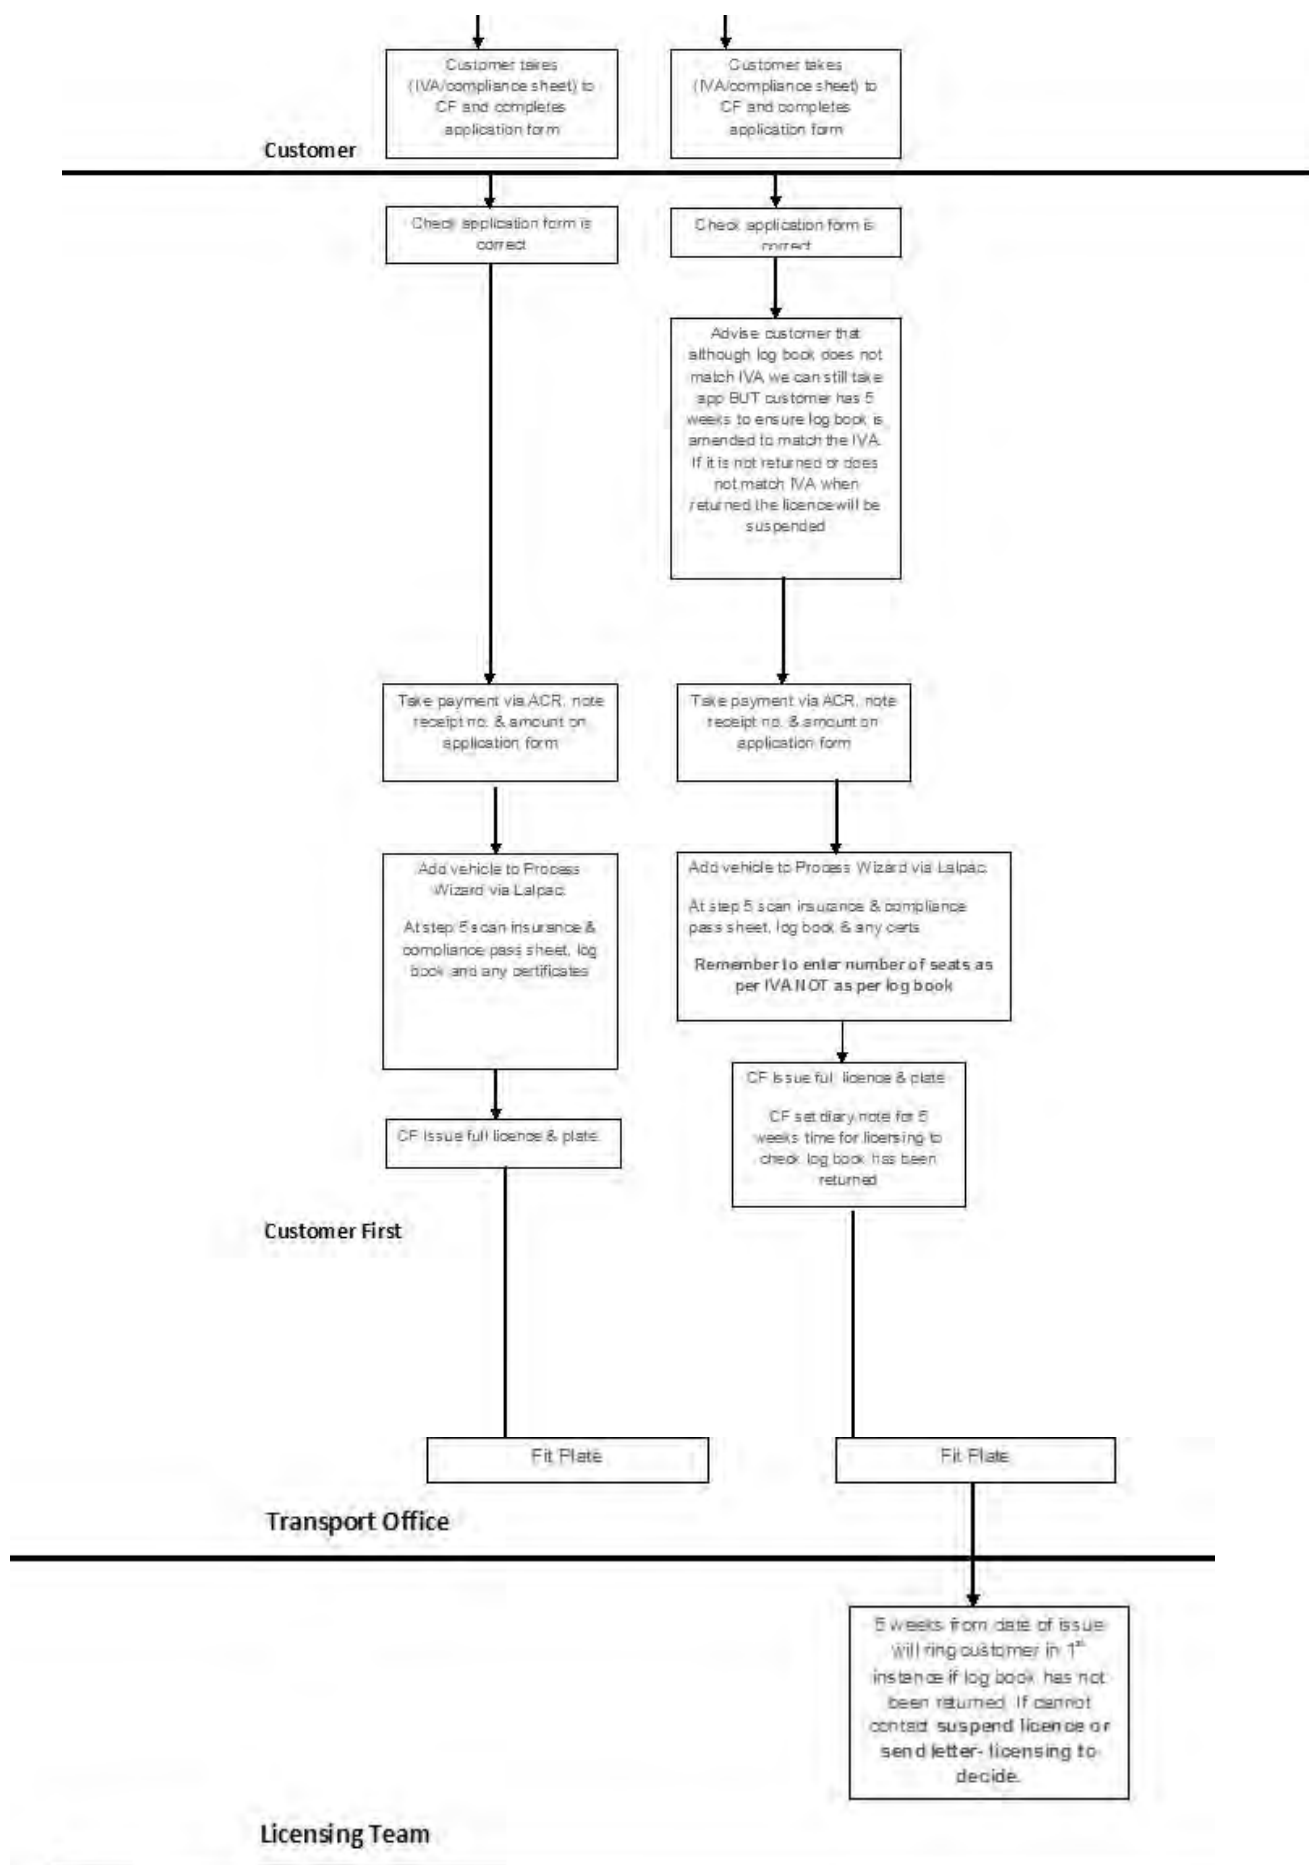 Customer takes
(IVA/compliance sheet) to
CF and completes
application form
Customer takes
(IVA/compliance sheet) to
CF and completes
application form
Customer
Check application form is
correct
Check application form is
correct
Advise customer that
although log book does not
match IVA we can still take
app BUT customer has 5
weeks to ensure log book is
amended to match the IVA.
If it is not returned or does
not match IVA when
returned the licence will be
suspended
Take payment via ACR, note
receipt no. & amount on
application form
Take payment via ACR, note
receipt no. & amount on
application form
Add vehicle to Process
Wizard via Lalpac
At step 5 scan insurance &
compliance pass sheet, log
book and any certificates
Add vehicle to Process Wizard via Lalpac
At step 5 scan insurance & compliance
pass sheet, log book & any certs
Remember to enter number of seats as
per IVA NOT as per log book
CF Issue full licence & plate
CF Issue full licence & plate
CF set diary note for 5
weeks time for licensing to
check log book has been
returned
Customer First
Fit Plate
Fit Plate
Transport Office
5 weeks from date of issue
will ring customer in 1st
instance if log book has not
been returned. If cannot
contact suspend licence or
send letter- licensing to
decide.
Licensing Team